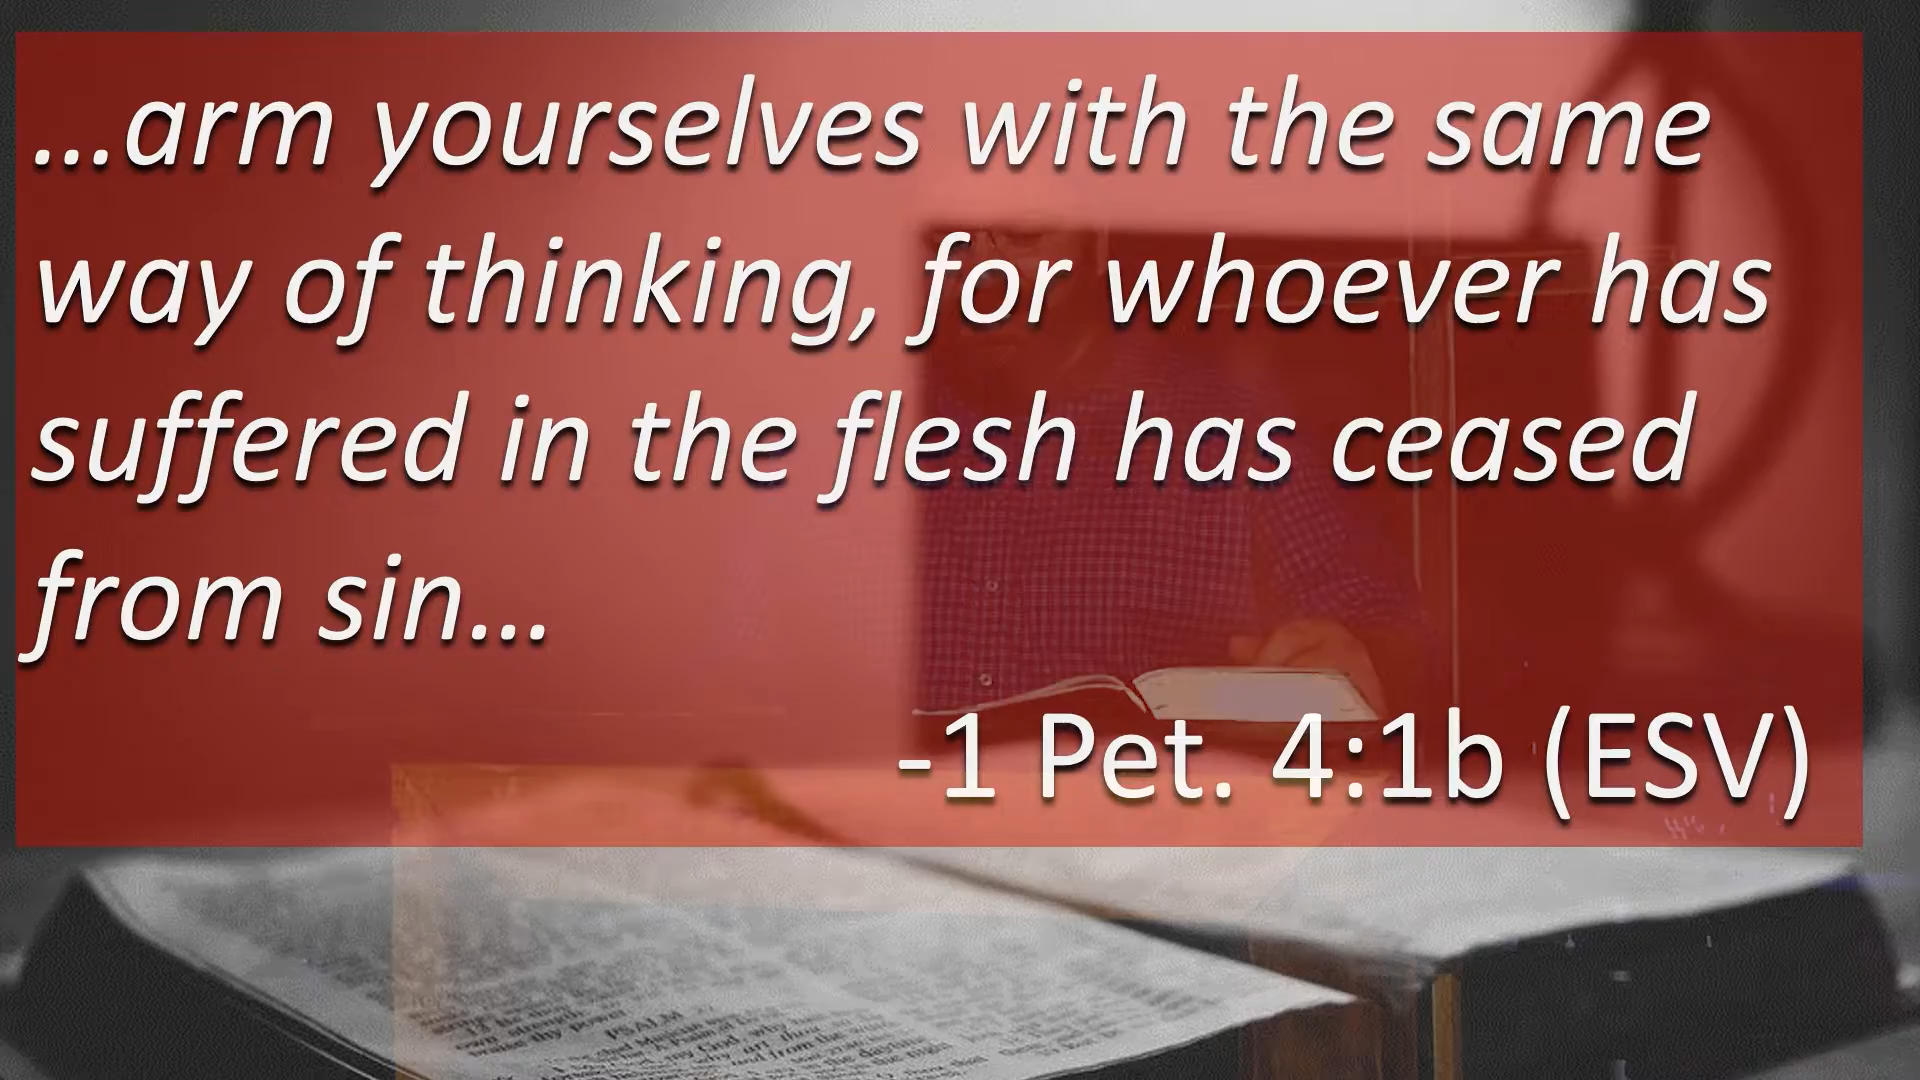 ...arm yourselves with the same
way of thinking, for whoever has
suffered in the flesh has ceased
from sin...
-1 Pet. 4:1b (ESV)
PSALM